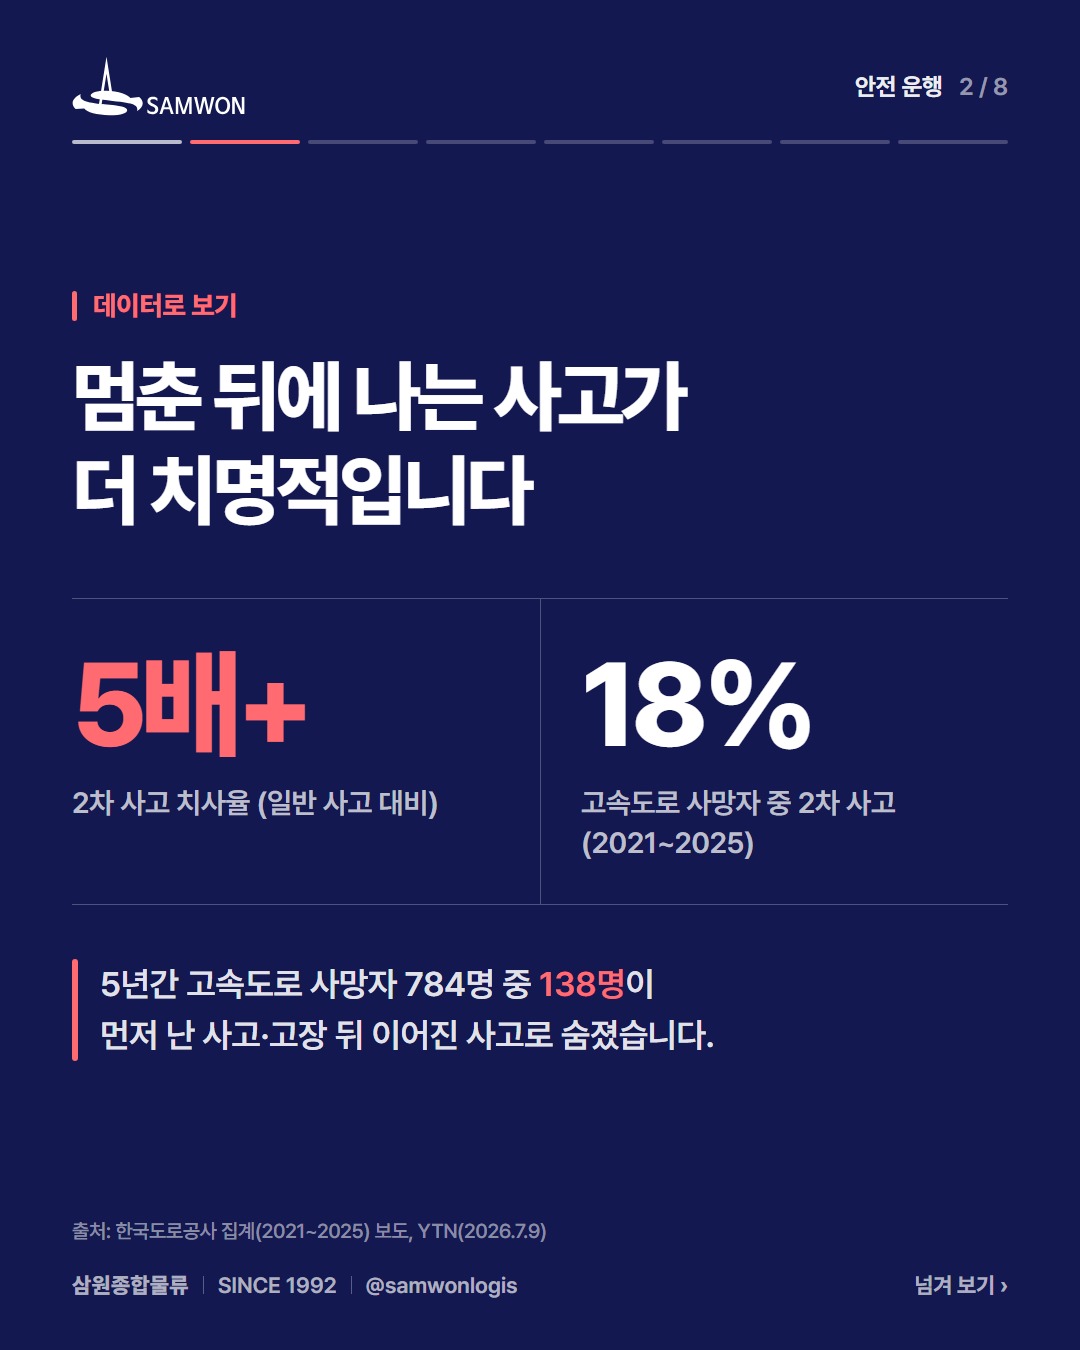 SAMWON
안전 운행 2 / 8
데이터로 보기
멈춘 뒤에 나는 사고가
더 치명적입니다
5배+
2차 사고 치사율 (일반 사고 대비)
18%
고속도로 사망자 중 2차 사고
(2021~2025)
5년간 고속도로 사망자 784명 중 138명이
먼저 난 사고·고장 뒤 이어진 사고로 숨졌습니다.
출처: 한국도로공사 집계(2021~2025) 보도, YTN(2026.7.9)
삼원종합물류 | SINCE 1992 | @samwonlogis
넘겨 보기 ›